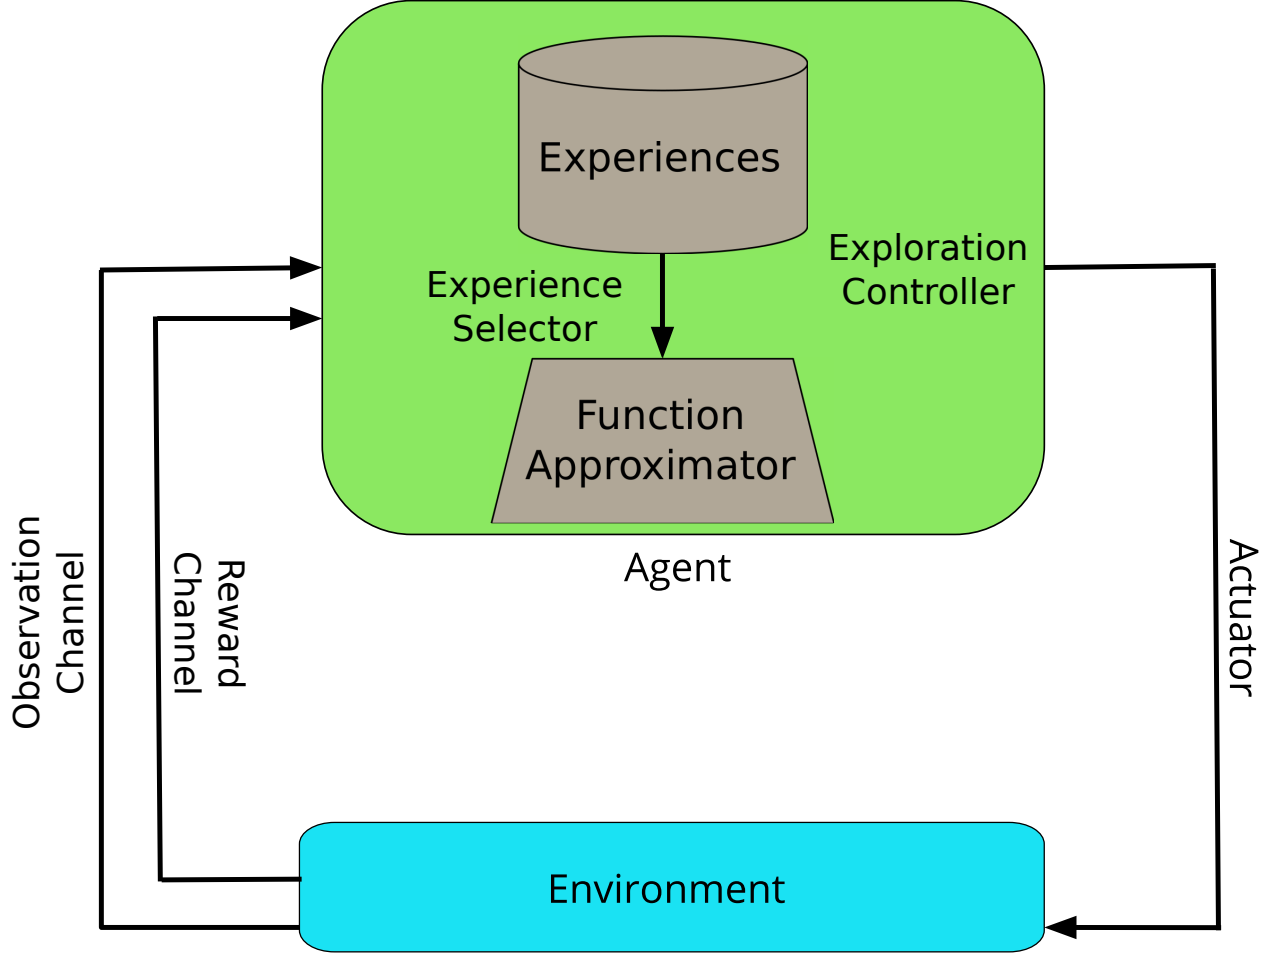 Experiences
Exploration
Controller
Experience
Selector
Function
Approximator
Agent
Observation
Channel
Reward
Channel
Actuator
Environment